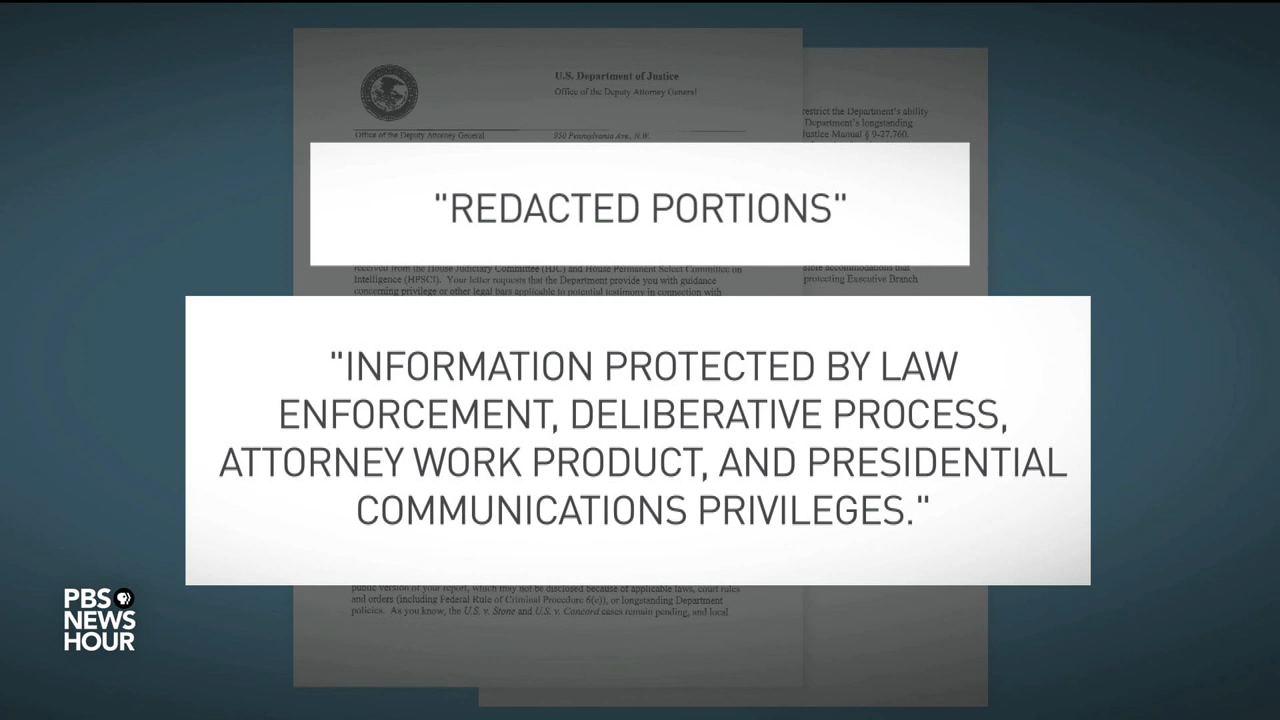 U.S. Department of Justice
Office of the Deputy Attorney General
Office of the Deputy Attorney General
950 Pennsylvania Ave., N.W.
restrict the Department's ability
Department's longstanding
Justice Manual § 9-27.760.
"REDACTED PORTIONS"
received from the House Judiciary Committee (HJC) and House Permanent Select Committee on
Intelligence (HPSCI). Your letter requests that the Department provide you with guidance
concerning privilege or other legal bars applicable to potential testimony in connection with
accommodations that
protecting Executive Branch
"INFORMATION PROTECTED BY LAW
ENFORCEMENT, DELIBERATIVE PROCESS,
ATTORNEY WORK PRODUCT, AND PRESIDENTIAL
COMMUNICATIONS PRIVILEGES."
public version of your report, which may not be disclosed because of applicable laws, court rules
and orders (including Federal Rule of Criminal Procedure 6(e)), or longstanding Department
policies. As you know, the U.S. v. Stone and U.S. v. Concord cases remain pending, and local
PBS
NEWS
HOUR